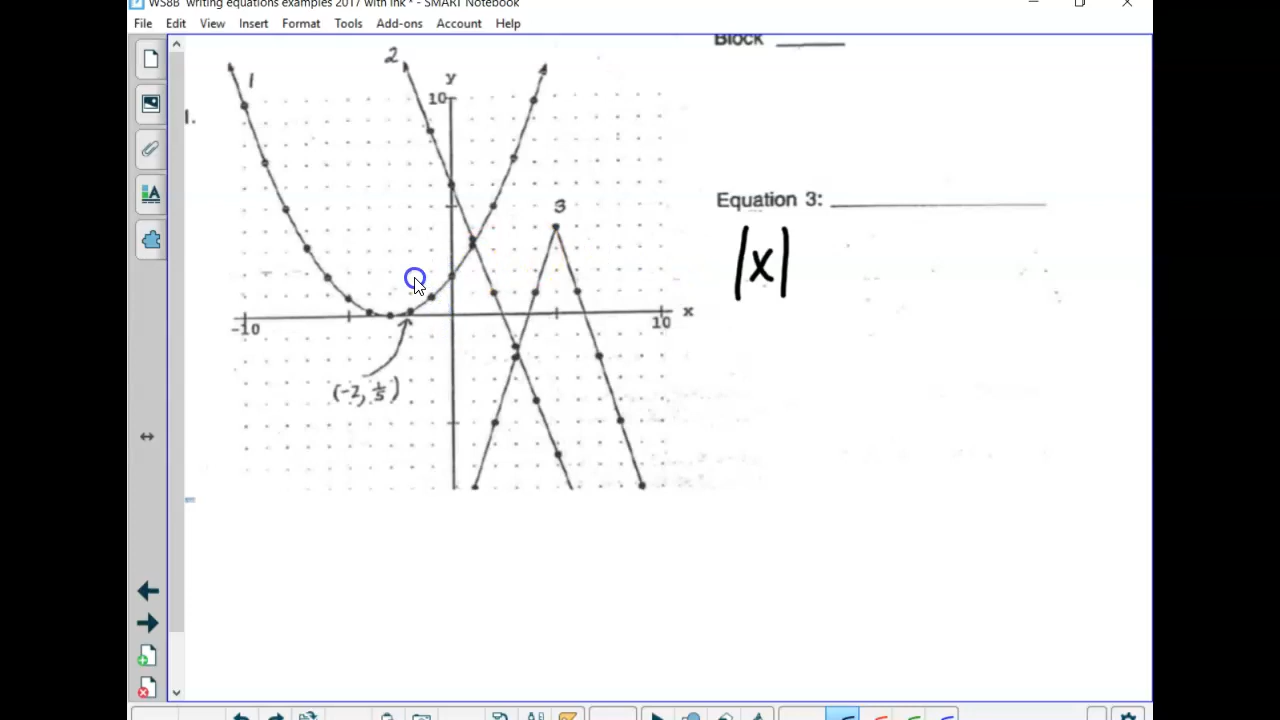 WS8B writing equations examples 2017 with ink * - SMART Notebook
File Edit View Insert Format Tools Add-ons Account Help
Block
1.
1
2
y
10
3
Equation 3:
|x|
-10
10
x
(-2, 1/5)